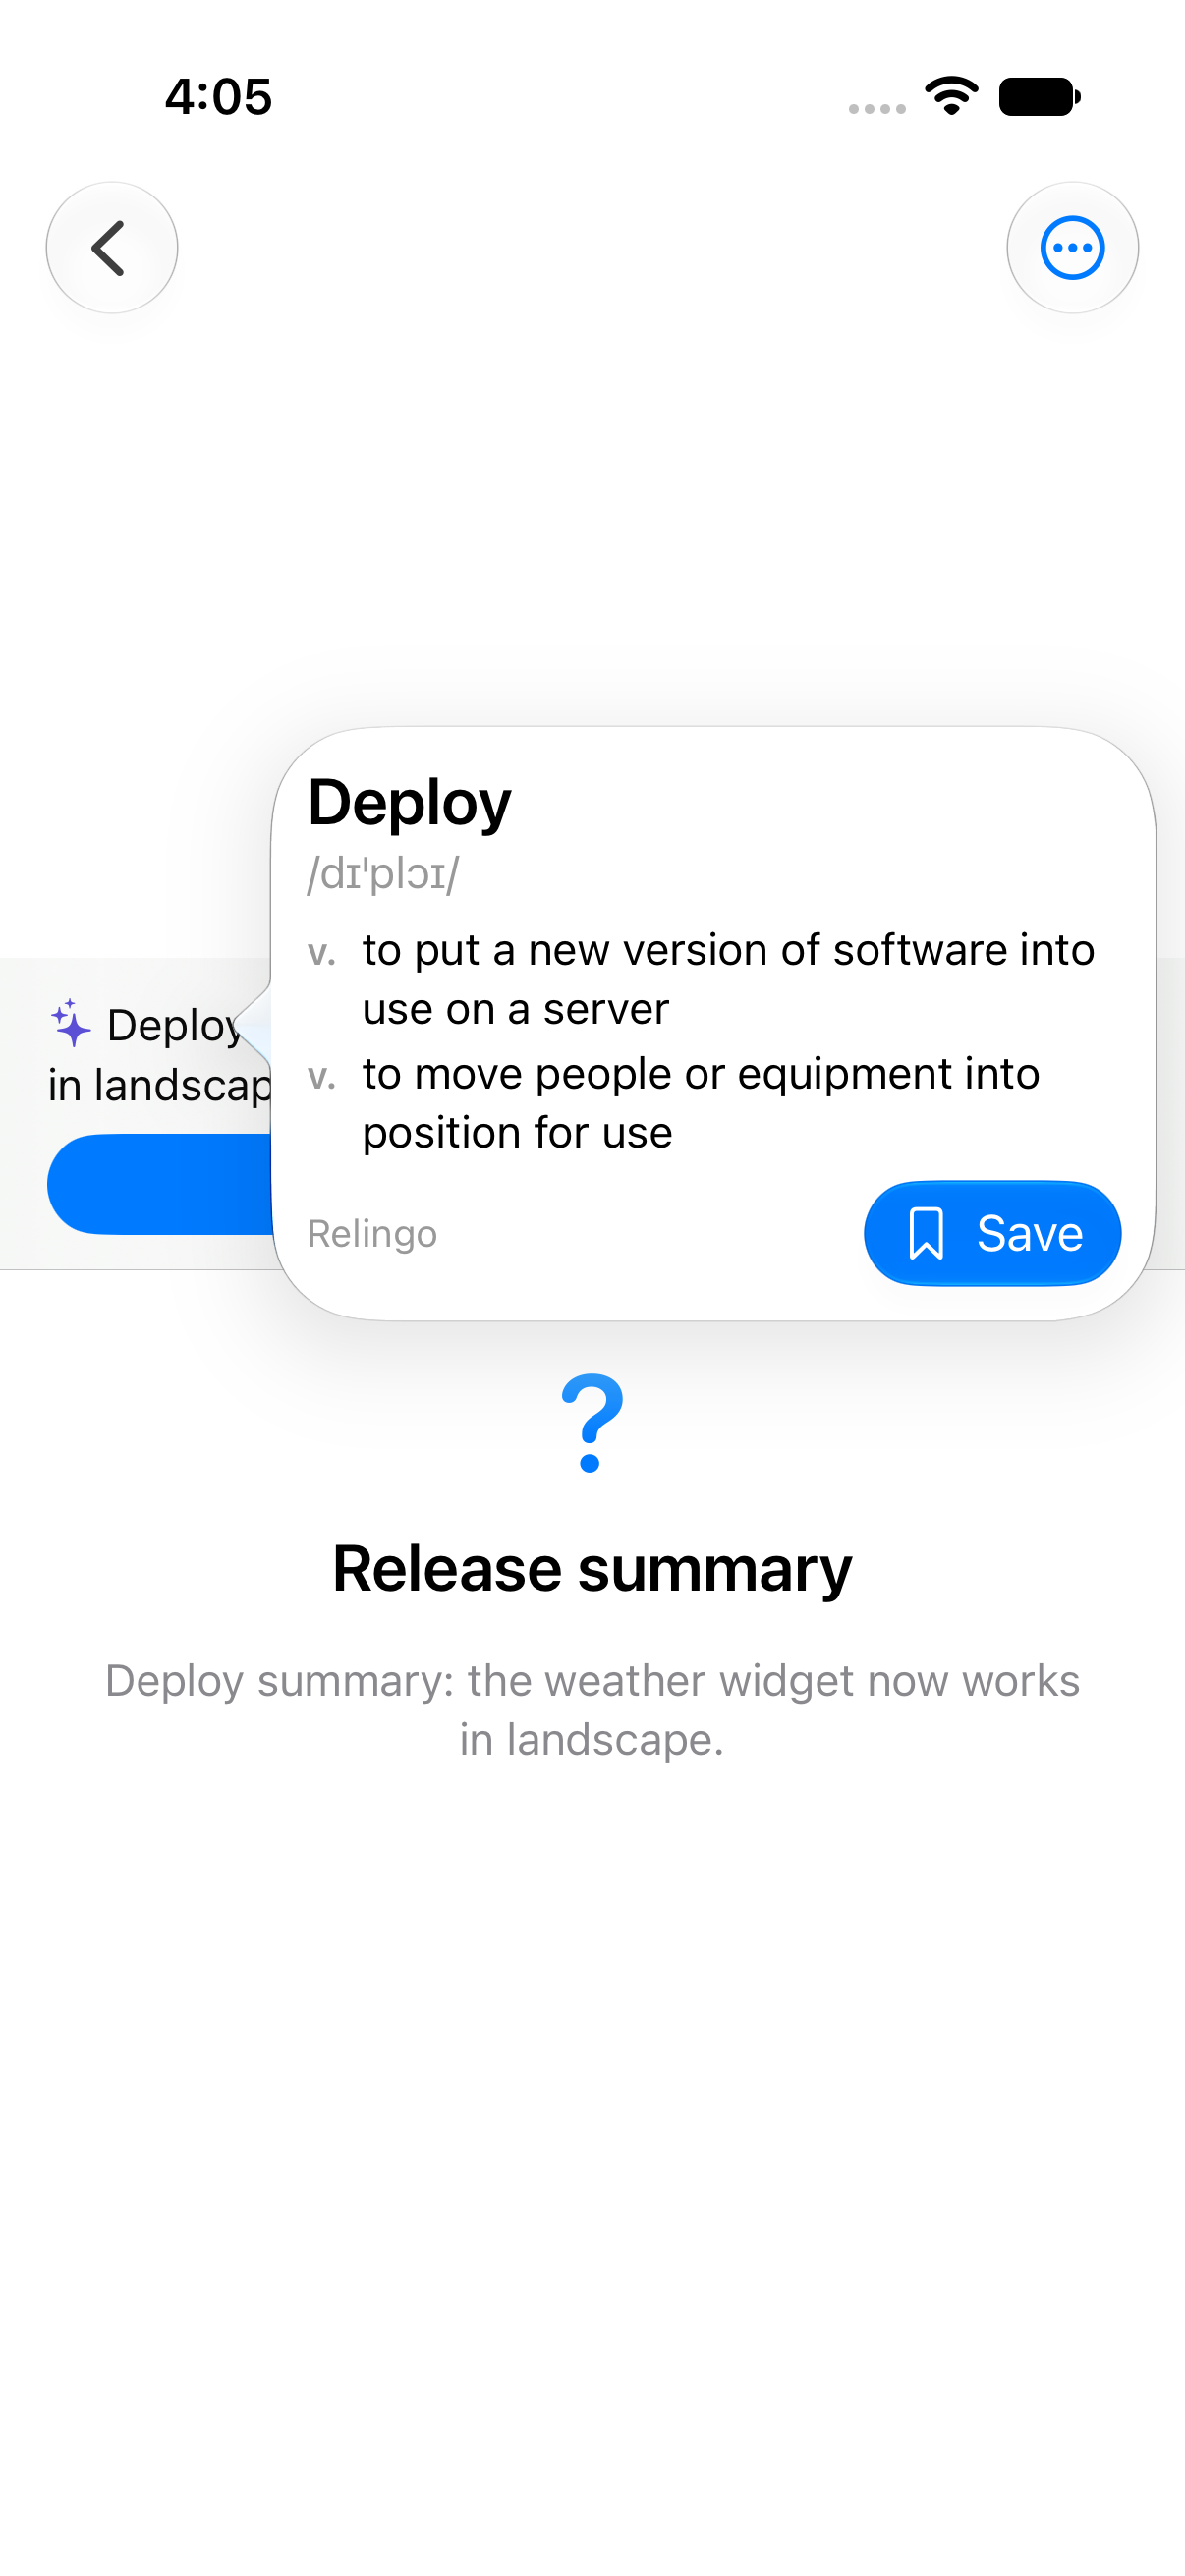 4:05
Deploy
/dɪˈplɔɪ/
v. to put a new version of software into
use on a server
v. to move people or equipment into
position for use
Relingo
Save
Deploy
in
?
Release summary
Deploy summary: the weather widget now works
in landscape.